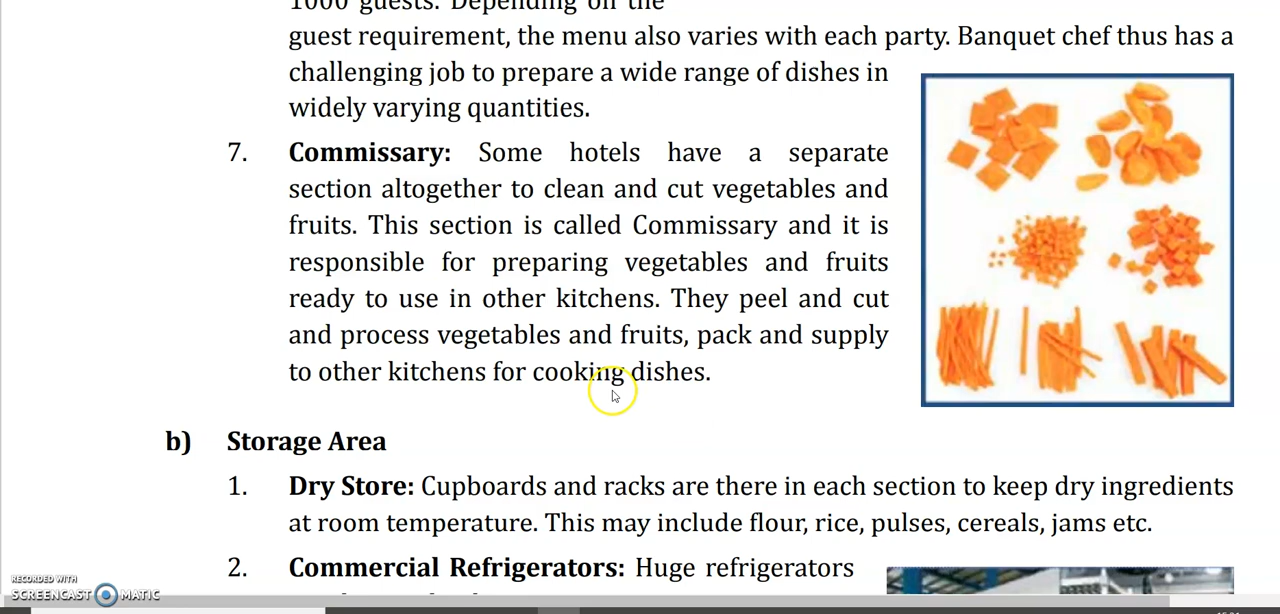 1000 guests. Depending on the
guest requirement, the menu also varies with each party. Banquet chef thus has a
challenging job to prepare a wide range of dishes in
widely varying quantities.
7. Commissary: Some hotels have a separate
section altogether to clean and cut vegetables and
fruits. This section is called Commissary and it is
responsible for preparing vegetables and fruits
ready to use in other kitchens. They peel and cut
and process vegetables and fruits, pack and supply
to other kitchens for cooking dishes.
b) Storage Area
1. Dry Store: Cupboards and racks are there in each section to keep dry ingredients
at room temperature. This may include flour, rice, pulses, cereals, jams etc.
2. Commercial Refrigerators: Huge refrigerators
RECORDED WITH
SCREENCAST MATIC